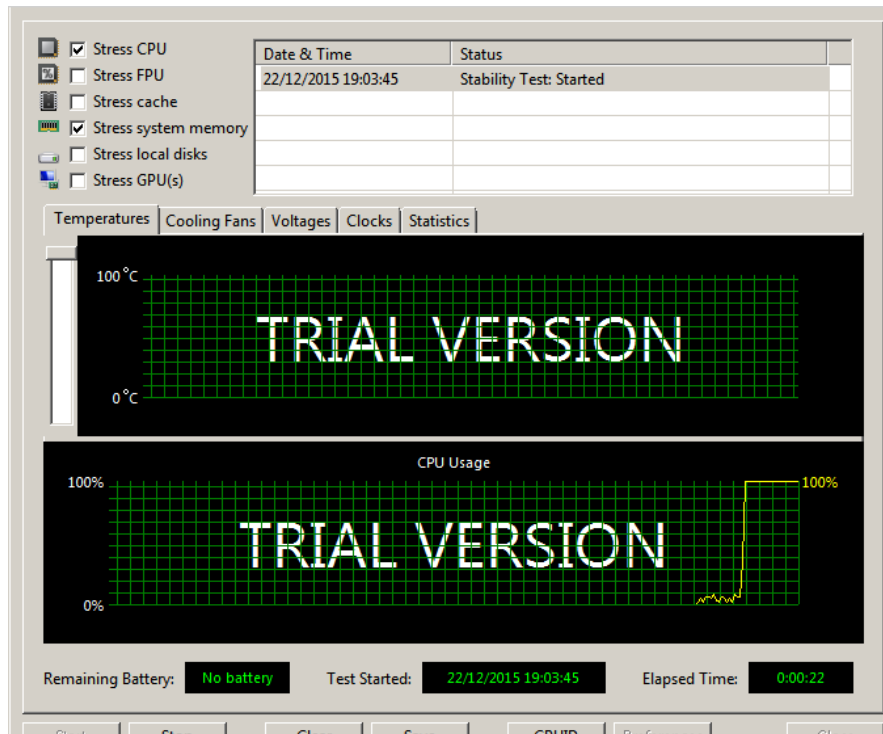 Stress CPU
Stress FPU
Stress cache
Stress system memory
Stress local disks
Stress GPU(s)
Date & Time Status
22/12/2015 19:03:45 Stability Test: Started
Temperatures Cooling Fans Voltages Clocks Statistics
100°C
TRIAL VERSION
0°C
CPU Usage
100% 100%
TRIAL VERSION
0%
Remaining Battery: No battery Test Started: 22/12/2015 19:03:45 Elapsed Time: 0:00:22